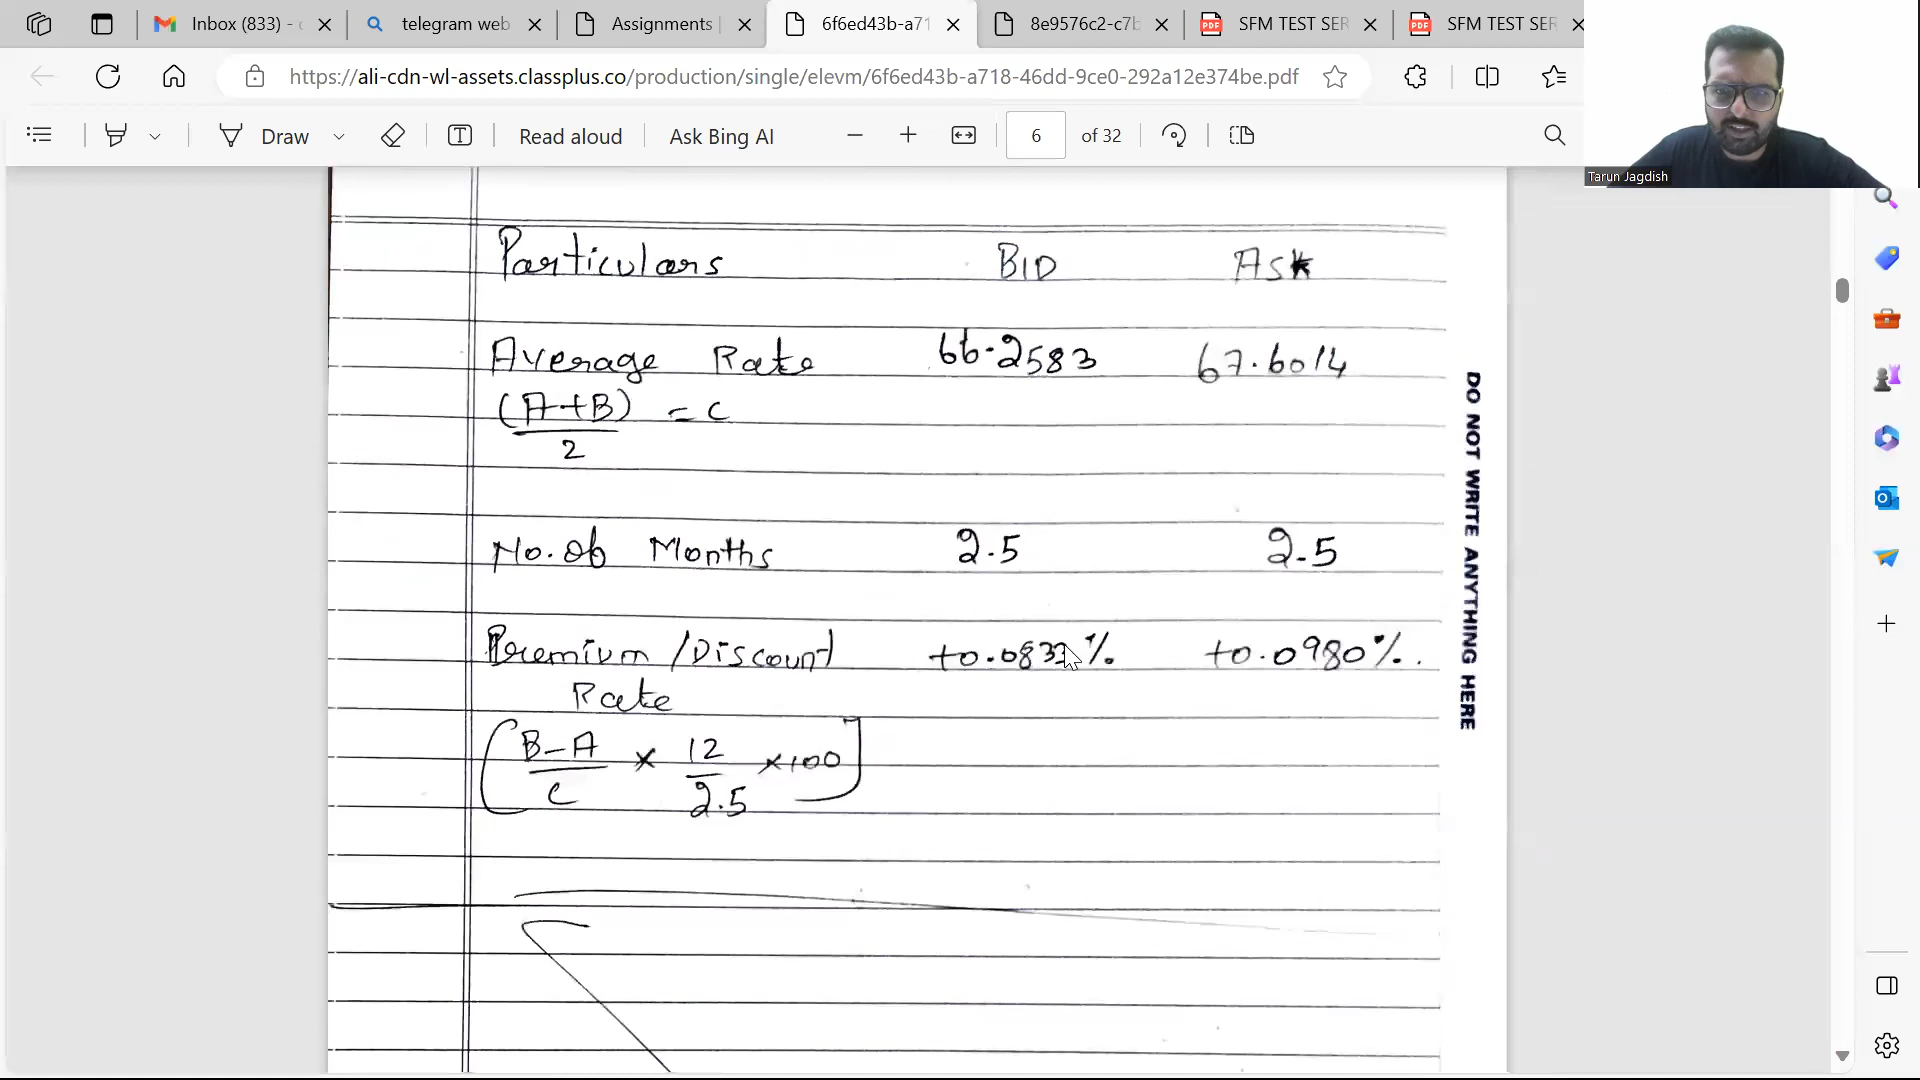 Inbox (833) - c
telegram web
Assignments |
6f6ed43b-a71
8e9576c2-c7b
PDF SFM TEST SER
PDF SFM TEST SER
https://ali-cdn-wl-assets.classplus.co/production/single/elevm/6f6ed43b-a718-46dd-9ce0-292a12e374be.pdf
Draw
Read aloud
Ask Bing AI
6 of 32
Tarun Jagdish
Particulars BID Ask
Average Rate 66.2583 67.6014
(A+B) = C
2
No. of Months 2.5 2.5
Premium/Discount +0.0833% +0.0980%.
Rate
[B-A × 12 ×100]
C 2.5
DO NOT WRITE ANYTHING HERE